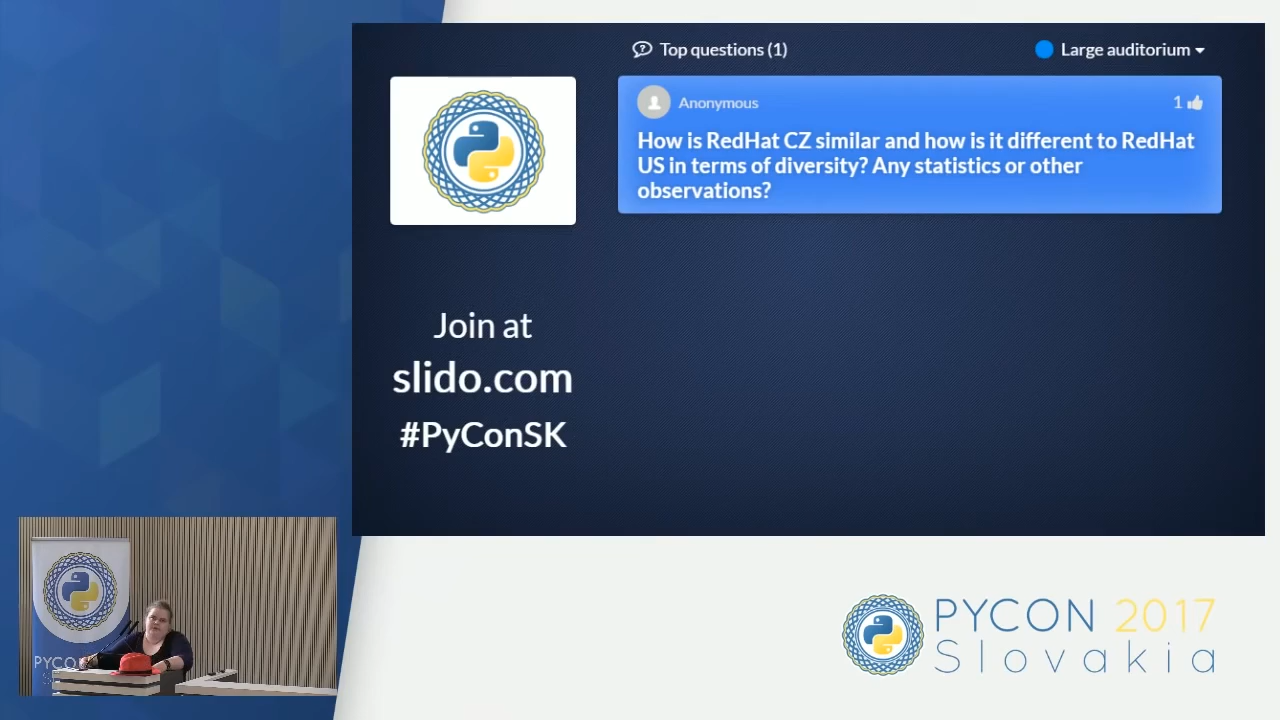 Top questions (1)
Large auditorium
Anonymous
1
How is RedHat CZ similar and how is it different to RedHat
US in terms of diversity? Any statistics or other
observations?
Join at
slido.com
#PyConSK
PYCON
PYCON 2017
Slovakia